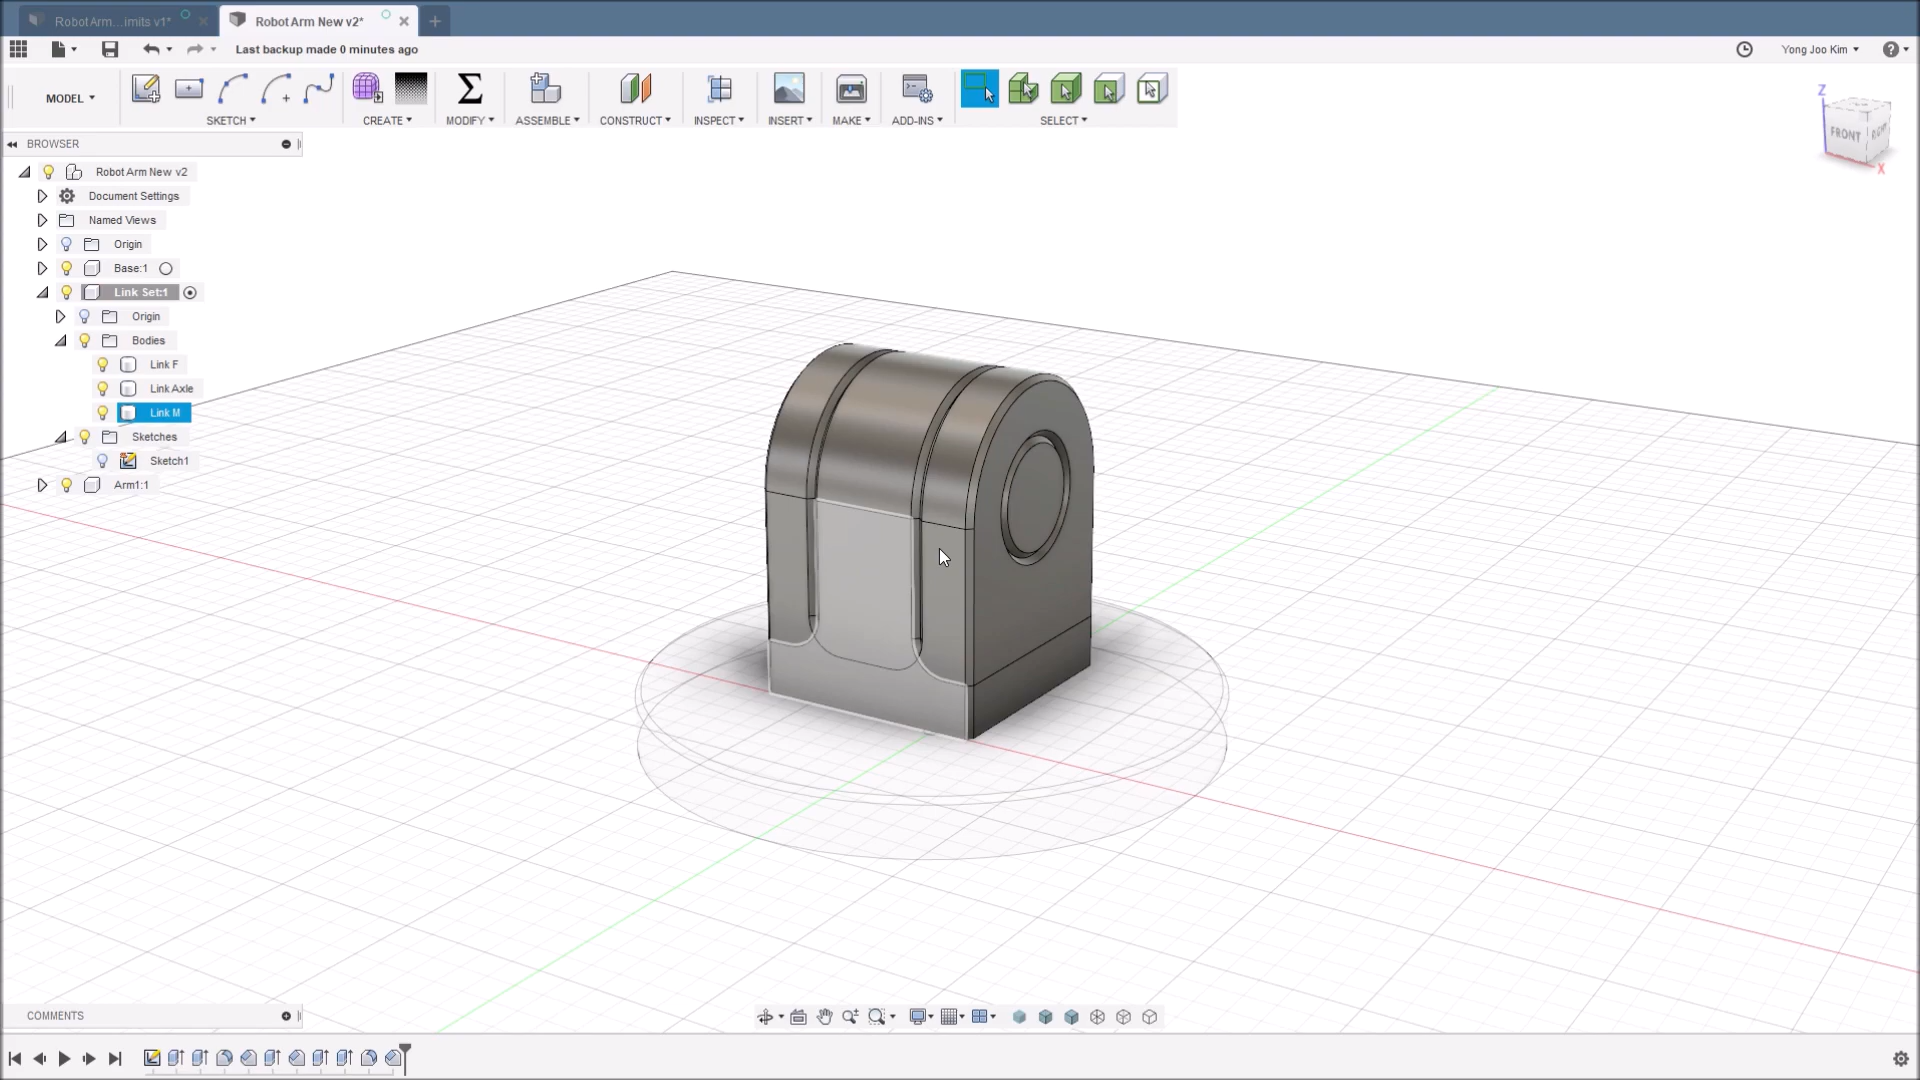 Robot Arm...imits v1*
Robot Arm New v2*
Last backup made 0 minutes ago
Yong Joo Kim
MODEL
SKETCH
CREATE
MODIFY
ASSEMBLE
CONSTRUCT
INSPECT
INSERT
MAKE
ADD-INS
SELECT
Z
FRONT
RIGHT
X
BROWSER
Robot Arm New v2
Document Settings
Named Views
Origin
Base:1
Link Set:1
Origin
Bodies
Link F
Link Axle
Link M
Sketches
Sketch1
Arm1:1
COMMENTS